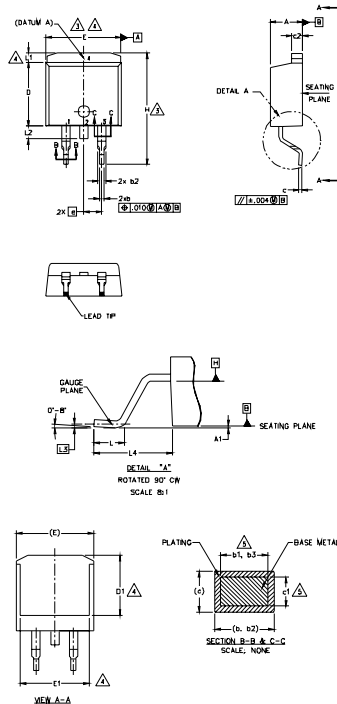 (DATUM A)
3
4
E
A
4
L1
4
D
H
3
L2
1
2
3
C
C
B
B
2x b2
2xb
2X e
⌖ .010 Ⓜ A Ⓜ B
A
A
B
c2
DETAIL A
SEATING
PLANE
c
A
// ±.004 Ⓜ B
LEAD TIP
H
GAUGE
PLANE
0°-8°
B
SEATING PLANE
L3
L
L4
A1
DETAIL "A"
ROTATED 90° CW
SCALE 8:1
(E)
D1 4
E1
4
VIEW A-A
5
PLATING
b1, b3
BASE METAL
(c)
c1 5
(b, b2)
SECTION B-B & C-C
SCALE: NONE